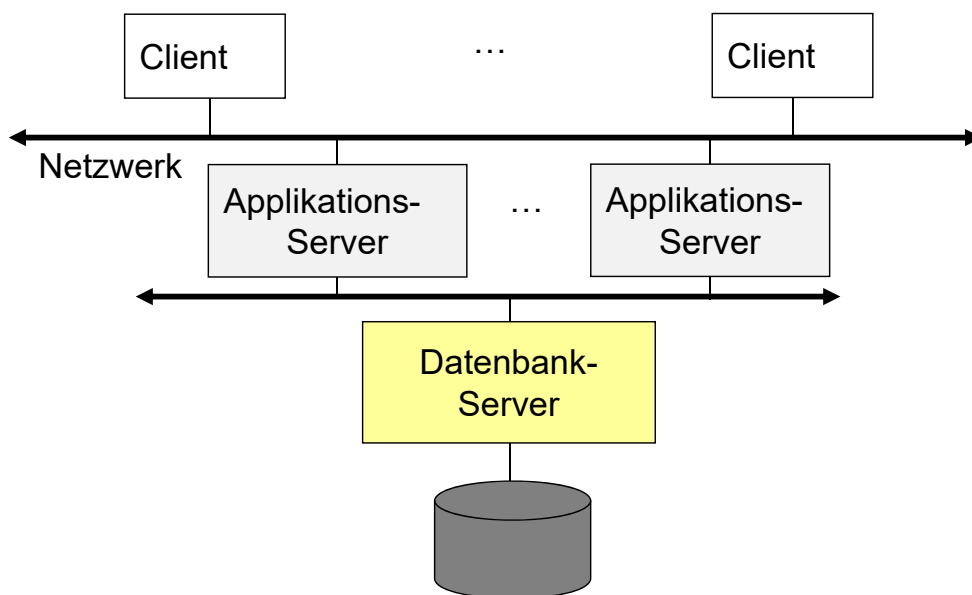 Client
…
Client
Netzwerk
Applikations-
Server
…
Applikations-
Server
Datenbank-
Server